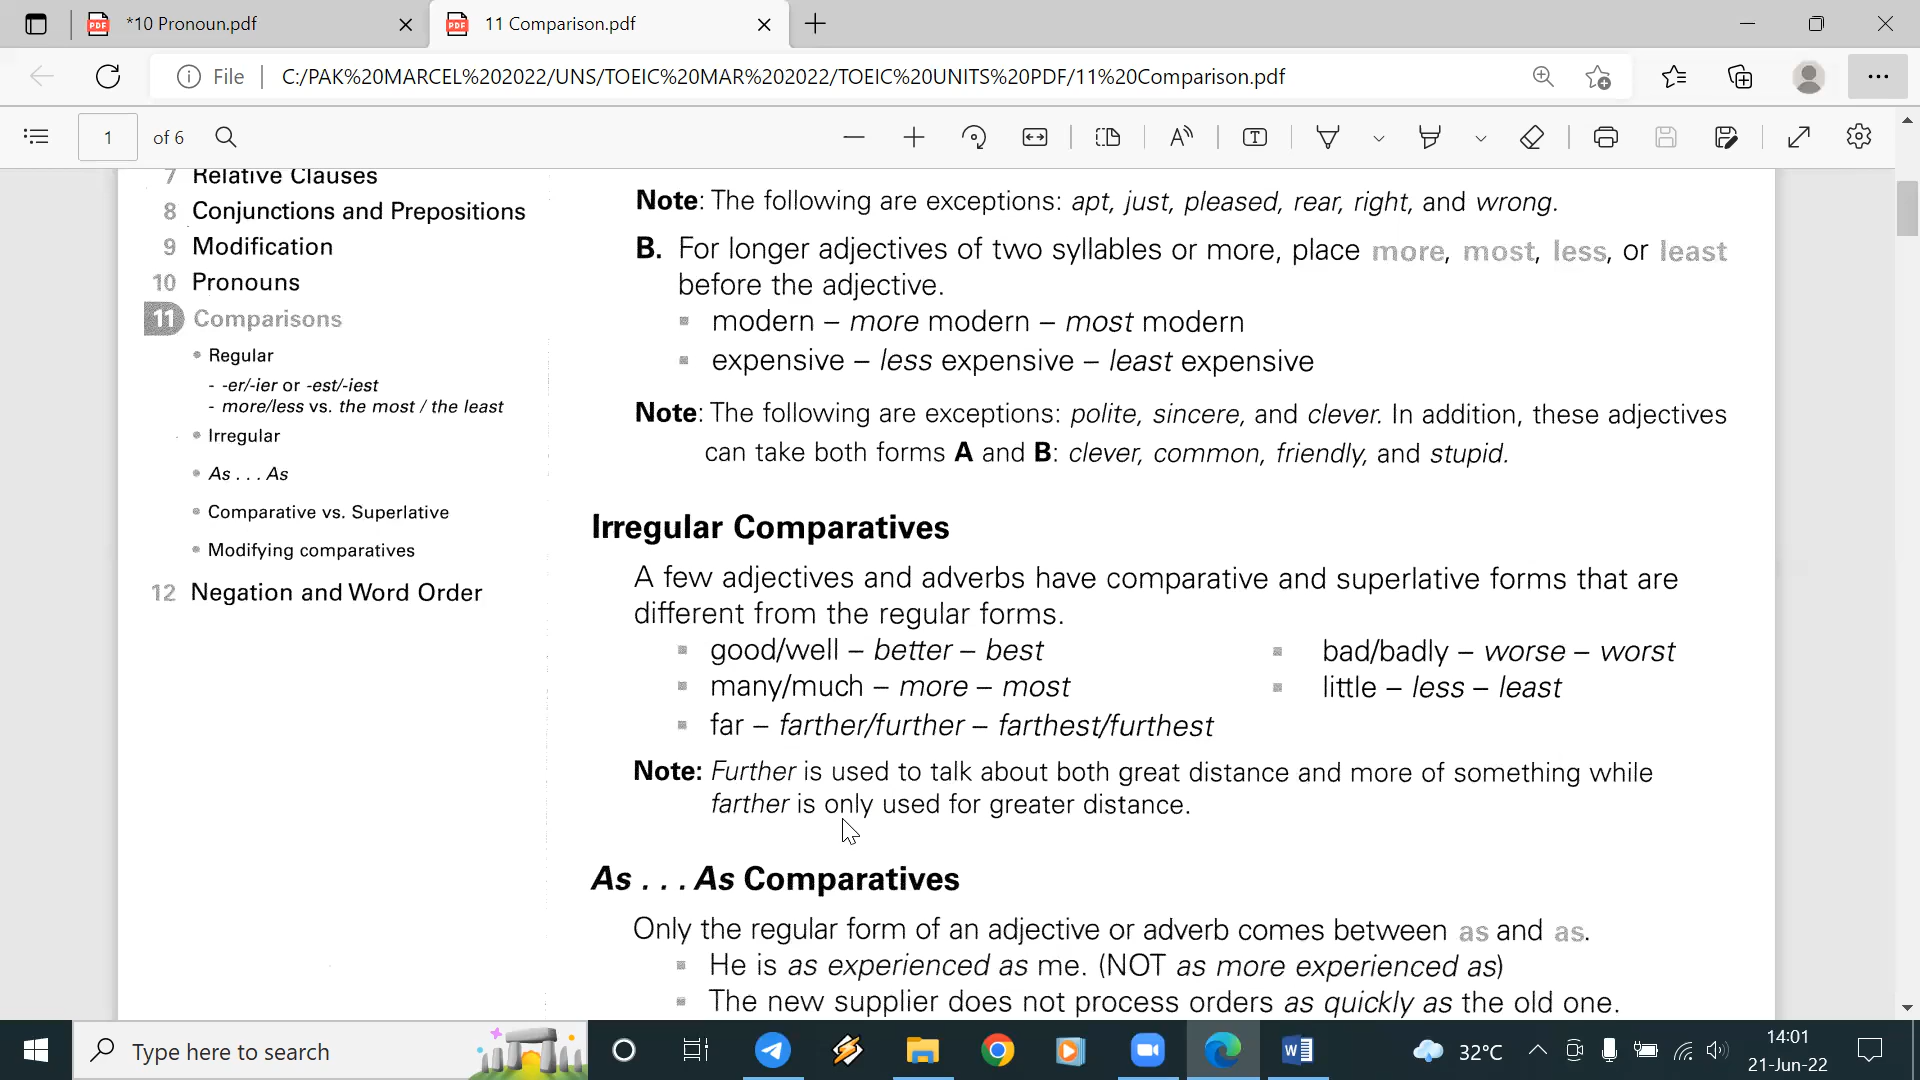 *10 Pronoun.pdf
11 Comparison.pdf
File
C:/PAK%20MARCEL%202022/UNS/TOEIC%20MAR%202022/TOEIC%20UNITS%20PDF/11%20Comparison.pdf
1 of 6
7 Relative Clauses
8 Conjunctions and Prepositions
9 Modification
10 Pronouns
11 Comparisons
• Regular
- -er/-ier or -est/-iest
- more/less vs. the most / the least
• Irregular
• As . . . As
• Comparative vs. Superlative
• Modifying comparatives
12 Negation and Word Order
Note: The following are exceptions: apt, just, pleased, rear, right, and wrong.
B. For longer adjectives of two syllables or more, place more, most, less, or least
before the adjective.
▪ modern – more modern – most modern
▪ expensive – less expensive – least expensive
Note: The following are exceptions: polite, sincere, and clever. In addition, these adjectives
can take both forms A and B: clever, common, friendly, and stupid.
Irregular Comparatives
A few adjectives and adverbs have comparative and superlative forms that are
different from the regular forms.
▪ good/well – better – best
▪ bad/badly – worse – worst
▪ many/much – more – most
▪ little – less – least
▪ far – farther/further – farthest/furthest
Note: Further is used to talk about both great distance and more of something while
farther is only used for greater distance.
As . . . As Comparatives
Only the regular form of an adjective or adverb comes between as and as.
▪ He is as experienced as me. (NOT as more experienced as)
▪ The new supplier does not process orders as quickly as the old one.
Type here to search
32°C
14:01
21-Jun-22